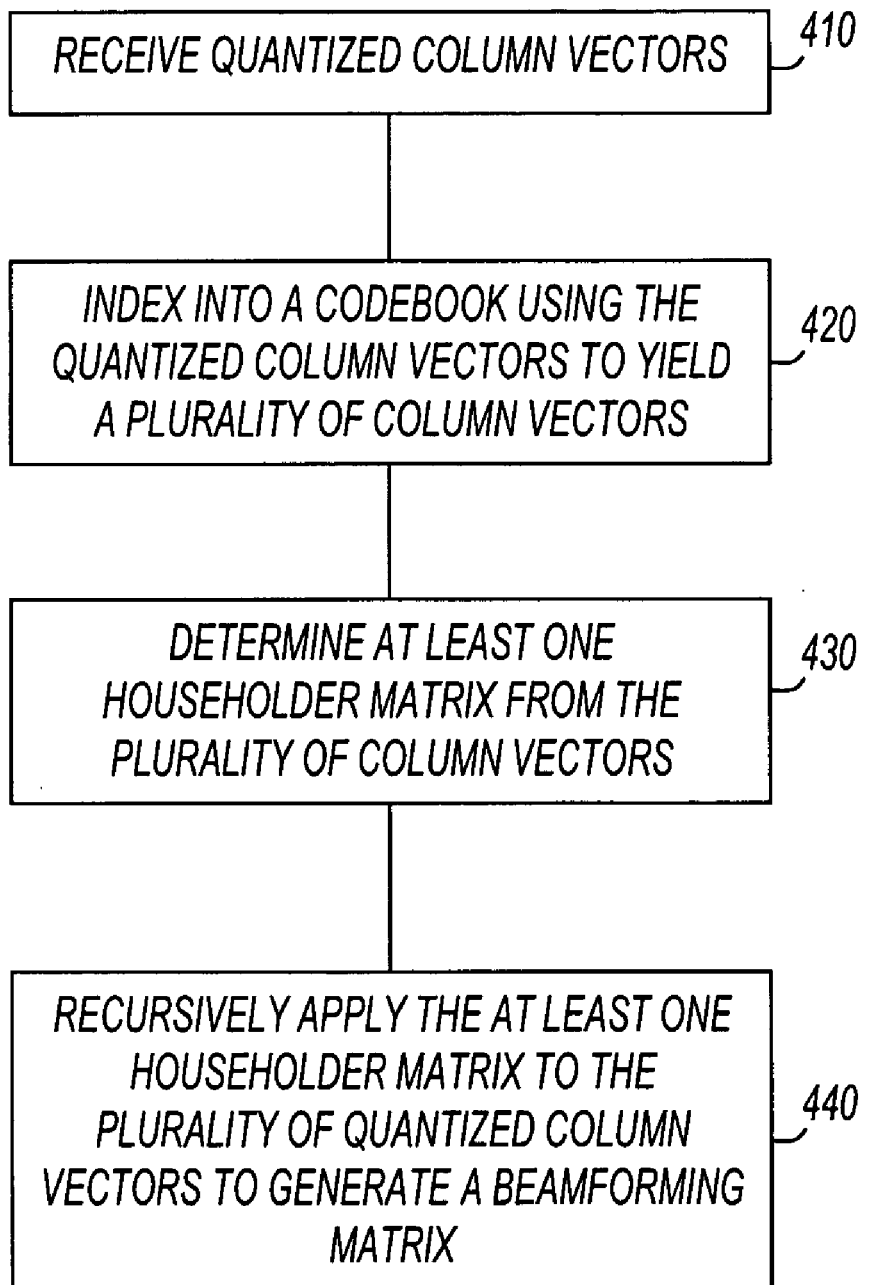 RECEIVE QUANTIZED COLUMN VECTORS
410
INDEX INTO A CODEBOOK USING THE
QUANTIZED COLUMN VECTORS TO YIELD
A PLURALITY OF COLUMN VECTORS
420
DETERMINE AT LEAST ONE
HOUSEHOLDER MATRIX FROM THE
PLURALITY OF COLUMN VECTORS
430
RECURSIVELY APPLY THE AT LEAST ONE
HOUSEHOLDER MATRIX TO THE
PLURALITY OF QUANTIZED COLUMN
VECTORS TO GENERATE A BEAMFORMING
MATRIX
440